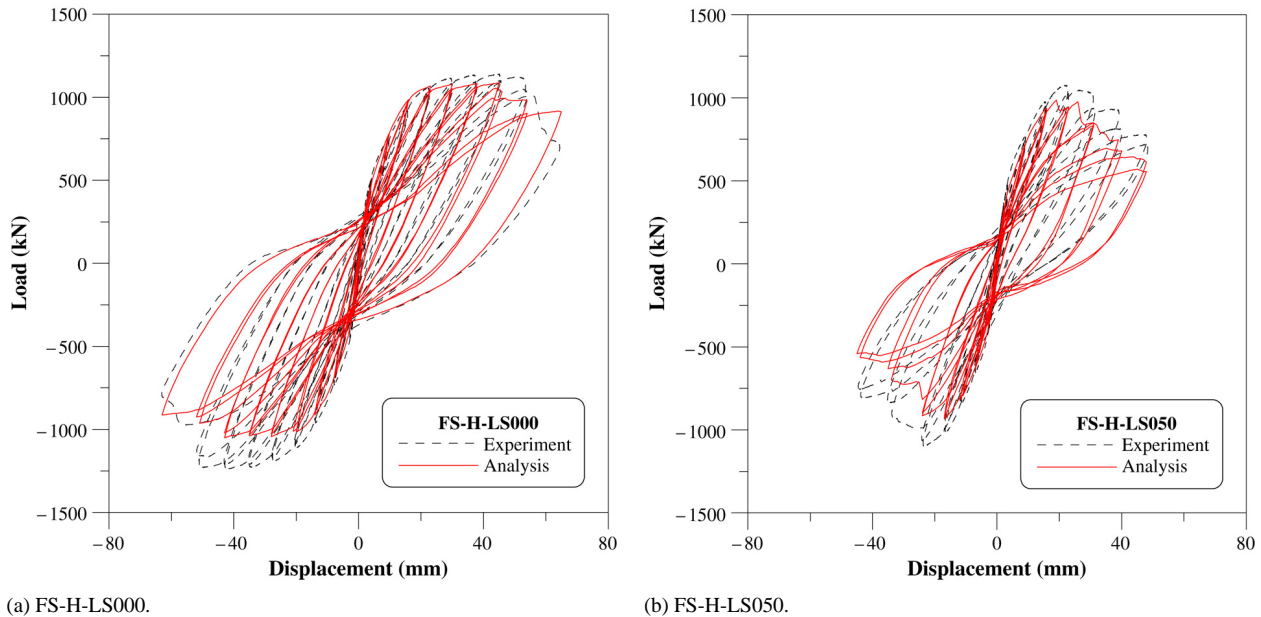 1500
1000
500
0
−500
−1000
−1500
−80
−40
0
40
80
Load (kN)
Displacement (mm)
FS-H-LS000
Experiment
Analysis
(a) FS-H-LS000.
1500
1000
500
0
−500
−1000
−1500
−80
−40
0
40
80
Load (kN)
Displacement (mm)
FS-H-LS050
Experiment
Analysis
(b) FS-H-LS050.